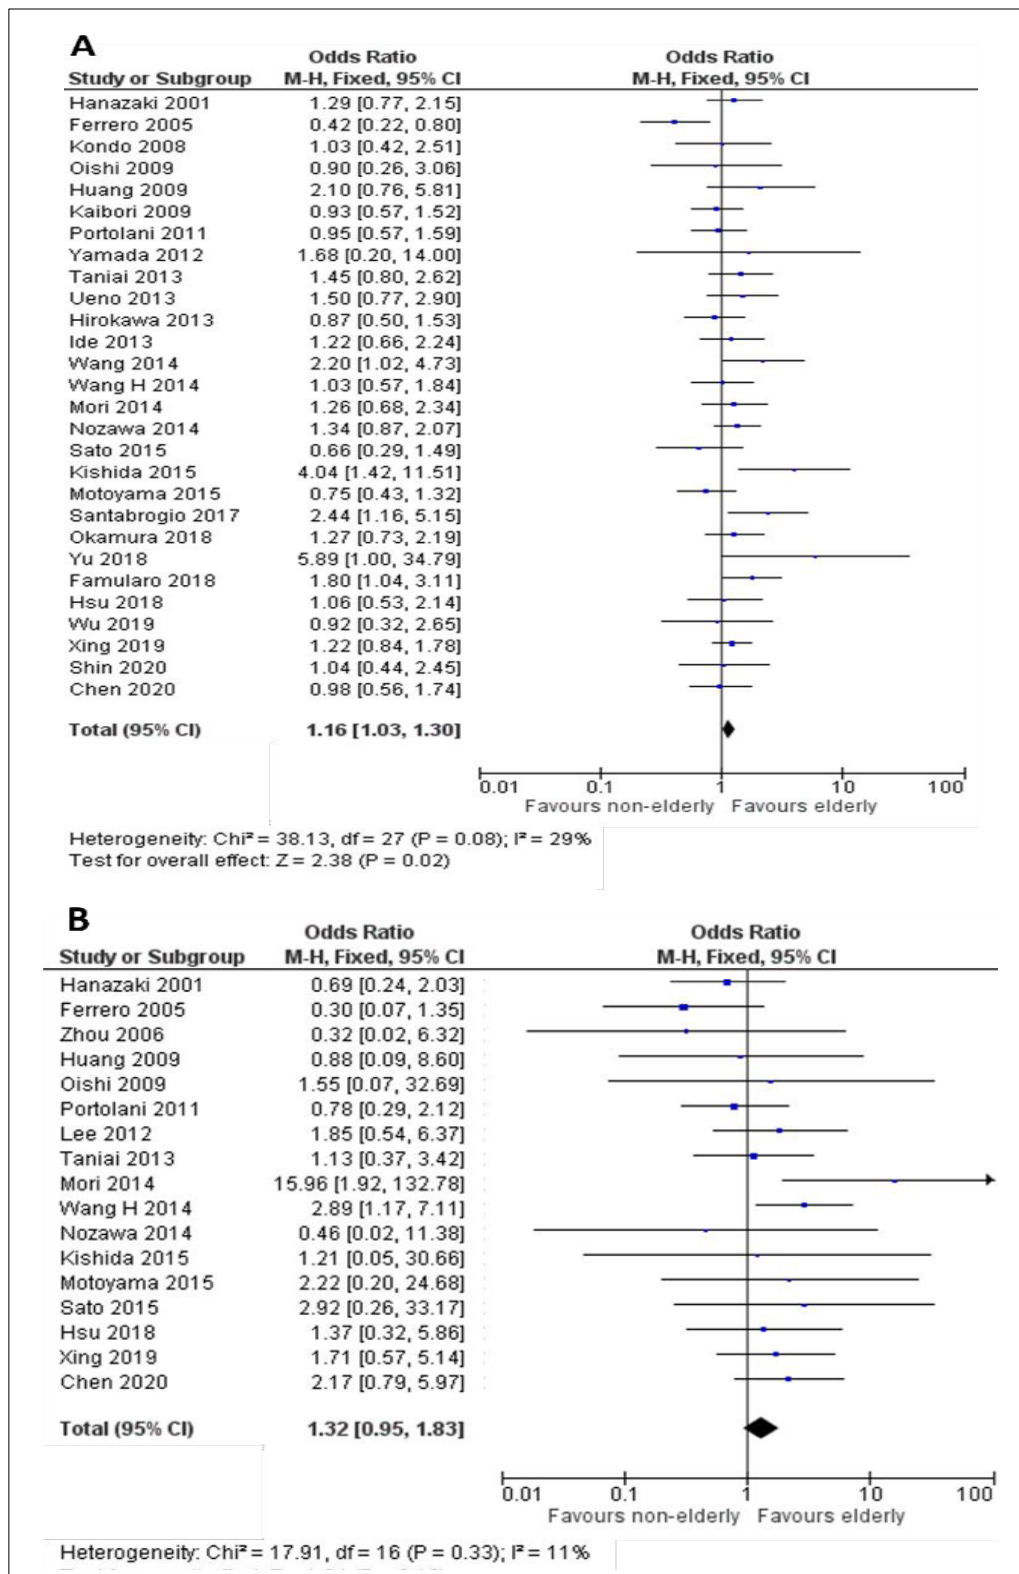 A
Odds Ratio Odds Ratio
Study or Subgroup M-H, Fixed, 95% CI M-H, Fixed, 95% CI
Hanazaki 2001 1.29 [0.77, 2.15]
Ferrero 2005 0.42 [0.22, 0.80]
Kondo 2008 1.03 [0.42, 2.51]
Oishi 2009 0.90 [0.26, 3.06]
Huang 2009 2.10 [0.76, 5.81]
Kaibori 2009 0.93 [0.57, 1.52]
Portolani 2011 0.95 [0.57, 1.59]
Yamada 2012 1.68 [0.20, 14.00]
Taniai 2013 1.45 [0.80, 2.62]
Ueno 2013 1.50 [0.77, 2.90]
Hirokawa 2013 0.87 [0.50, 1.53]
Ide 2013 1.22 [0.66, 2.24]
Wang 2014 2.20 [1.02, 4.73]
Wang H 2014 1.03 [0.57, 1.84]
Mori 2014 1.26 [0.68, 2.34]
Nozawa 2014 1.34 [0.87, 2.07]
Sato 2015 0.66 [0.29, 1.49]
Kishida 2015 4.04 [1.42, 11.51]
Motoyama 2015 0.75 [0.43, 1.32]
Santabrogio 2017 2.44 [1.16, 5.15]
Okamura 2018 1.27 [0.73, 2.19]
Yu 2018 5.89 [1.00, 34.79]
Famularo 2018 1.80 [1.04, 3.11]
Hsu 2018 1.06 [0.53, 2.14]
Wu 2019 0.92 [0.32, 2.65]
Xing 2019 1.22 [0.84, 1.78]
Shin 2020 1.04 [0.44, 2.45]
Chen 2020 0.98 [0.56, 1.74]
Total (95% CI) 1.16 [1.03, 1.30]
0.01 0.1 1 10 100
Favours non-elderly Favours elderly
Heterogeneity: Chi² = 38.13, df = 27 (P = 0.08); I² = 29%
Test for overall effect: Z = 2.38 (P = 0.02)
B
Odds Ratio Odds Ratio
Study or Subgroup M-H, Fixed, 95% CI M-H, Fixed, 95% CI
Hanazaki 2001 0.69 [0.24, 2.03]
Ferrero 2005 0.30 [0.07, 1.35]
Zhou 2006 0.32 [0.02, 6.32]
Huang 2009 0.88 [0.09, 8.60]
Oishi 2009 1.55 [0.07, 32.69]
Portolani 2011 0.78 [0.29, 2.12]
Lee 2012 1.85 [0.54, 6.37]
Taniai 2013 1.13 [0.37, 3.42]
Mori 2014 15.96 [1.92, 132.78]
Wang H 2014 2.89 [1.17, 7.11]
Nozawa 2014 0.46 [0.02, 11.38]
Kishida 2015 1.21 [0.05, 30.66]
Motoyama 2015 2.22 [0.20, 24.68]
Sato 2015 2.92 [0.26, 33.17]
Hsu 2018 1.37 [0.32, 5.86]
Xing 2019 1.71 [0.57, 5.14]
Chen 2020 2.17 [0.79, 5.97]
Total (95% CI) 1.32 [0.95, 1.83]
0.01 0.1 1 10 100
Favours non-elderly Favours elderly
Heterogeneity: Chi² = 17.91, df = 16 (P = 0.33); I² = 11%